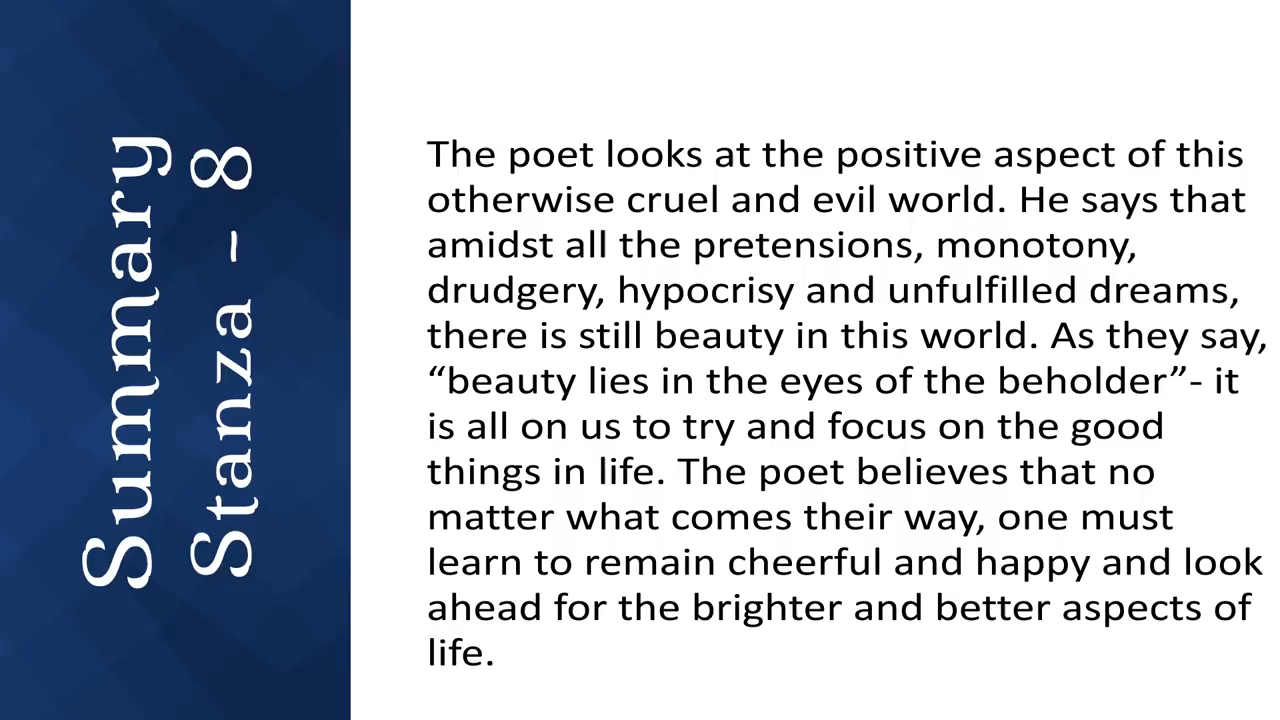 Summary
Stanza - 8
The poet looks at the positive aspect of this
otherwise cruel and evil world. He says that
amidst all the pretensions, monotony,
drudgery, hypocrisy and unfulfilled dreams,
there is still beauty in this world. As they say,
“beauty lies in the eyes of the beholder”- it
is all on us to try and focus on the good
things in life. The poet believes that no
matter what comes their way, one must
learn to remain cheerful and happy and look
ahead for the brighter and better aspects of
life.